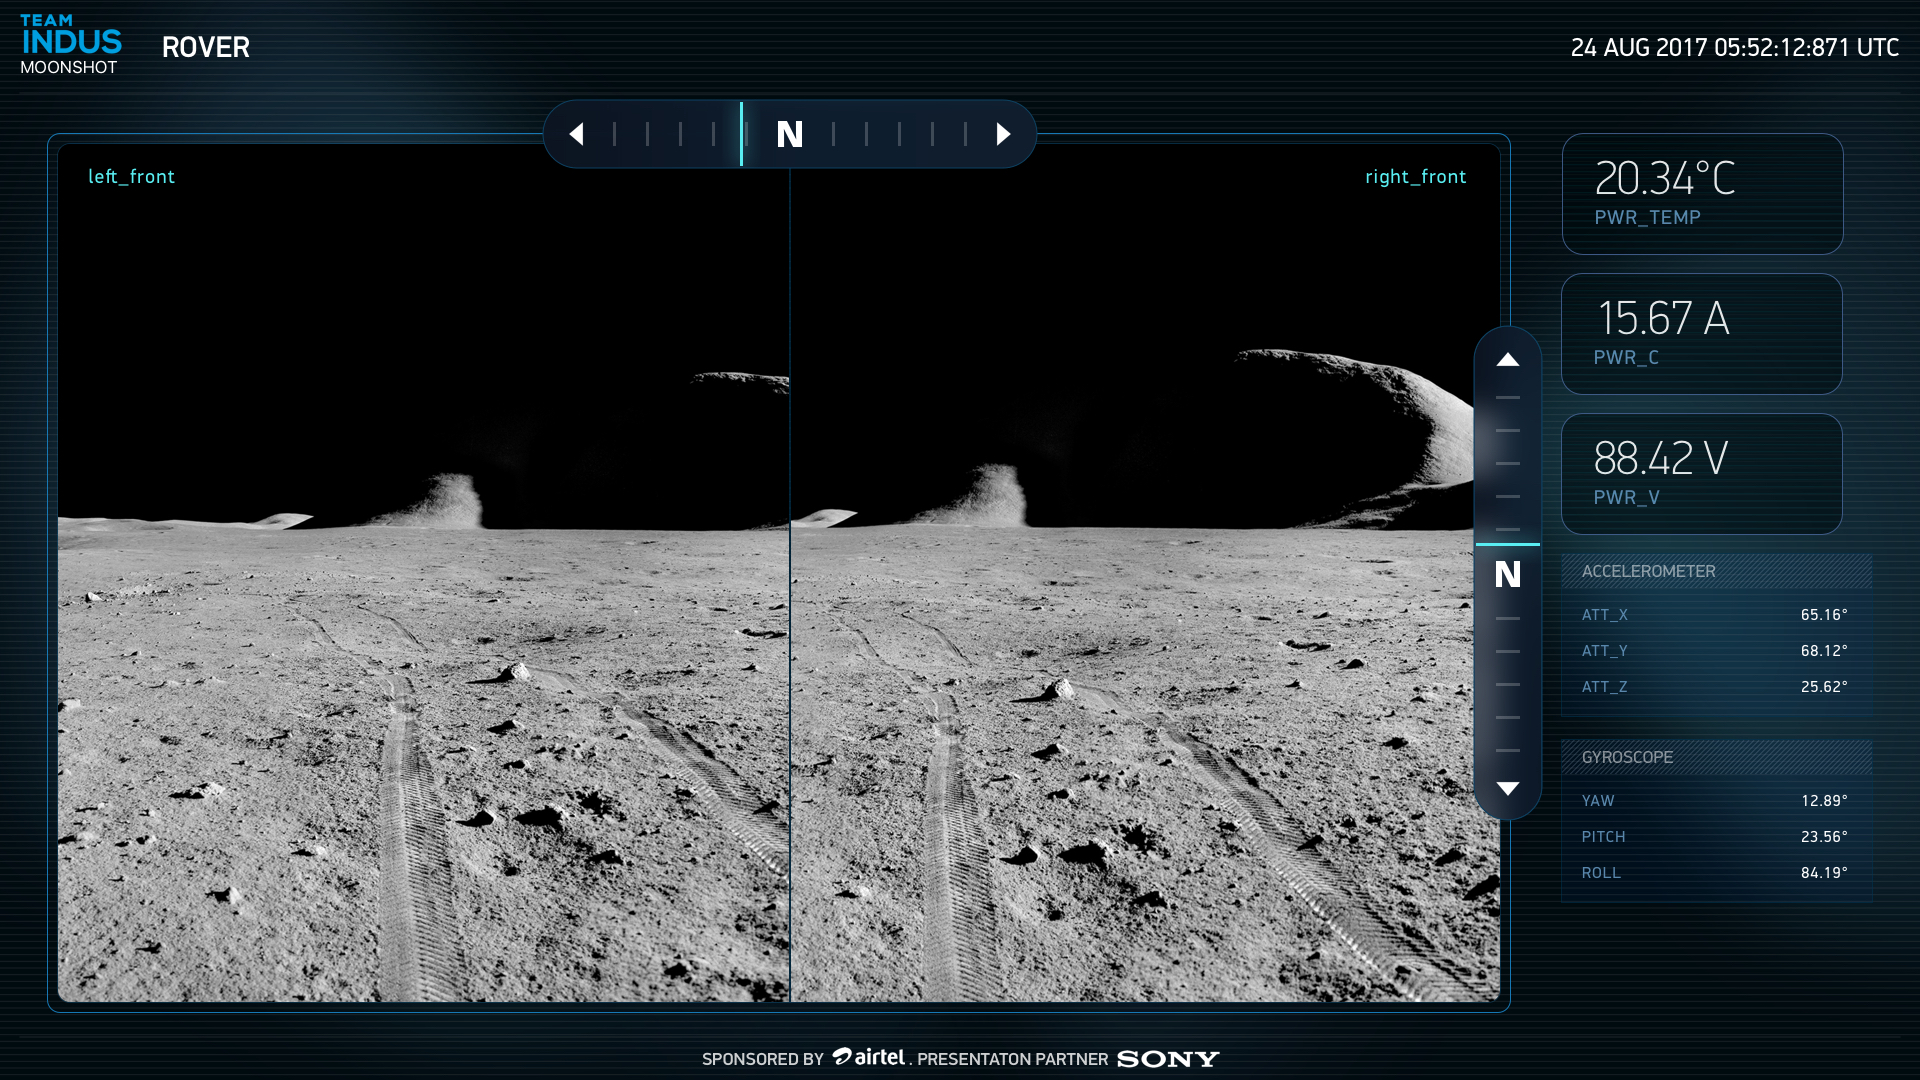 TEAM
INDUS
MOONSHOT
ROVER
24 AUG 2017 05:52:12:871 UTC
N
left_front
right_front
N
20.34°C
PWR_TEMP
15.67 A
PWR_C
88.42 V
PWR_V
ACCELEROMETER
ATT_X 65.16°
ATT_Y 68.12°
ATT_Z 25.62°
GYROSCOPE
YAW 12.89°
PITCH 23.56°
ROLL 84.19°
SPONSORED BY airtel . PRESENTATON PARTNER SONY